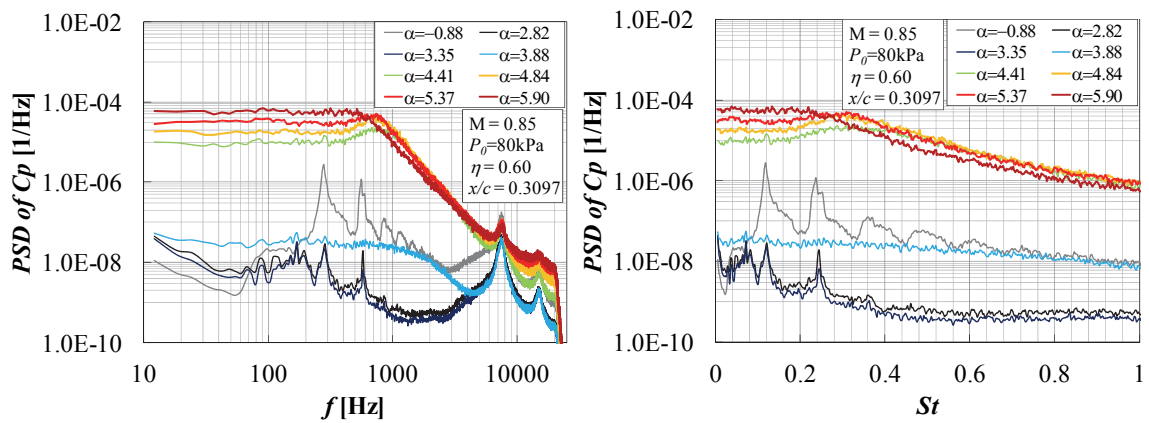 1.0E-02
1.0E-04
1.0E-06
1.0E-08
1.0E-10
PSD of Cp [1/Hz]
10 100 1000 10000
f [Hz]
α=−0.88 α=2.82
α=3.35 α=3.88
α=4.41 α=4.84
α=5.37 α=5.90
M = 0.85
P0=80kPa
η = 0.60
x/c = 0.3097
1.0E-02
1.0E-04
1.0E-06
1.0E-08
1.0E-10
PSD of Cp [1/Hz]
0 0.2 0.4 0.6 0.8 1
St
M = 0.85
P0=80kPa
η = 0.60
x/c = 0.3097
α=−0.88 α=2.82
α=3.35 α=3.88
α=4.41 α=4.84
α=5.37 α=5.90